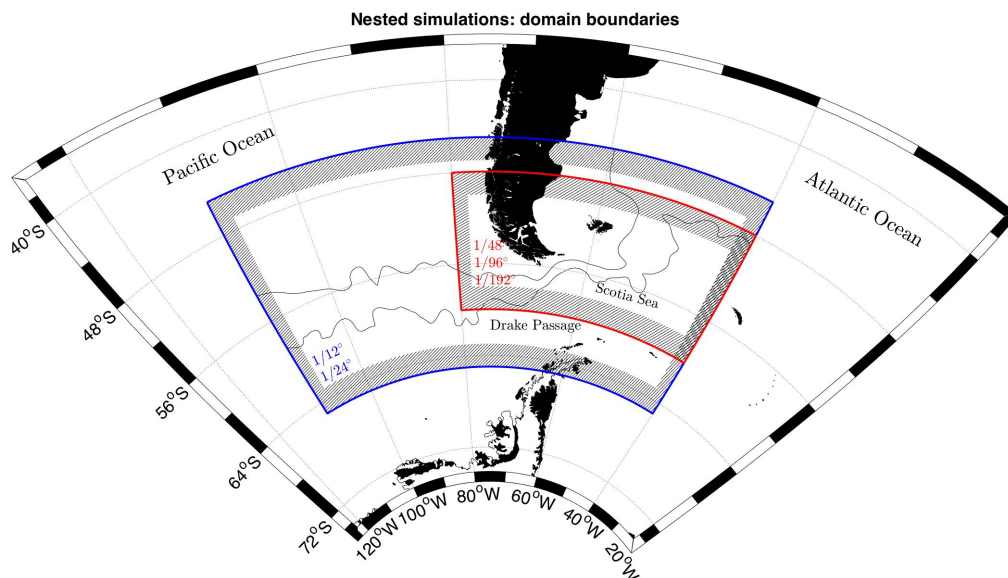 Nested simulations: domain boundaries
Pacific Ocean
Atlantic Ocean
1/48°
1/96°
1/192°
Scotia Sea
Drake Passage
1/12°
1/24°
40°S
48°S
56°S
64°S
72°S
120°W
100°W
80°W
60°W
40°W
20°W